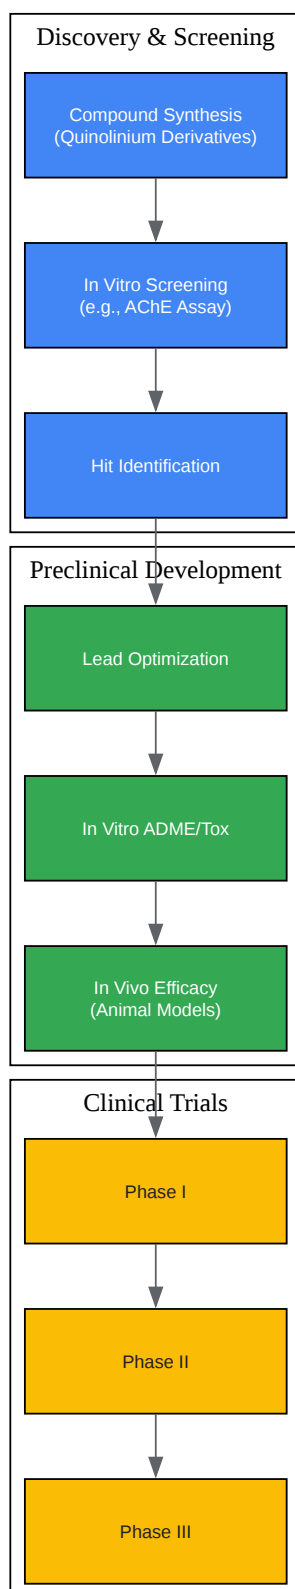 Discovery & Screening
Compound Synthesis
(Quinolinium Derivatives)
In Vitro Screening
(e.g., AChE Assay)
Hit Identification
Preclinical Development
Lead Optimization
In Vitro ADME/Tox
In Vivo Efficacy
(Animal Models)
Clinical Trials
Phase I
Phase II
Phase III